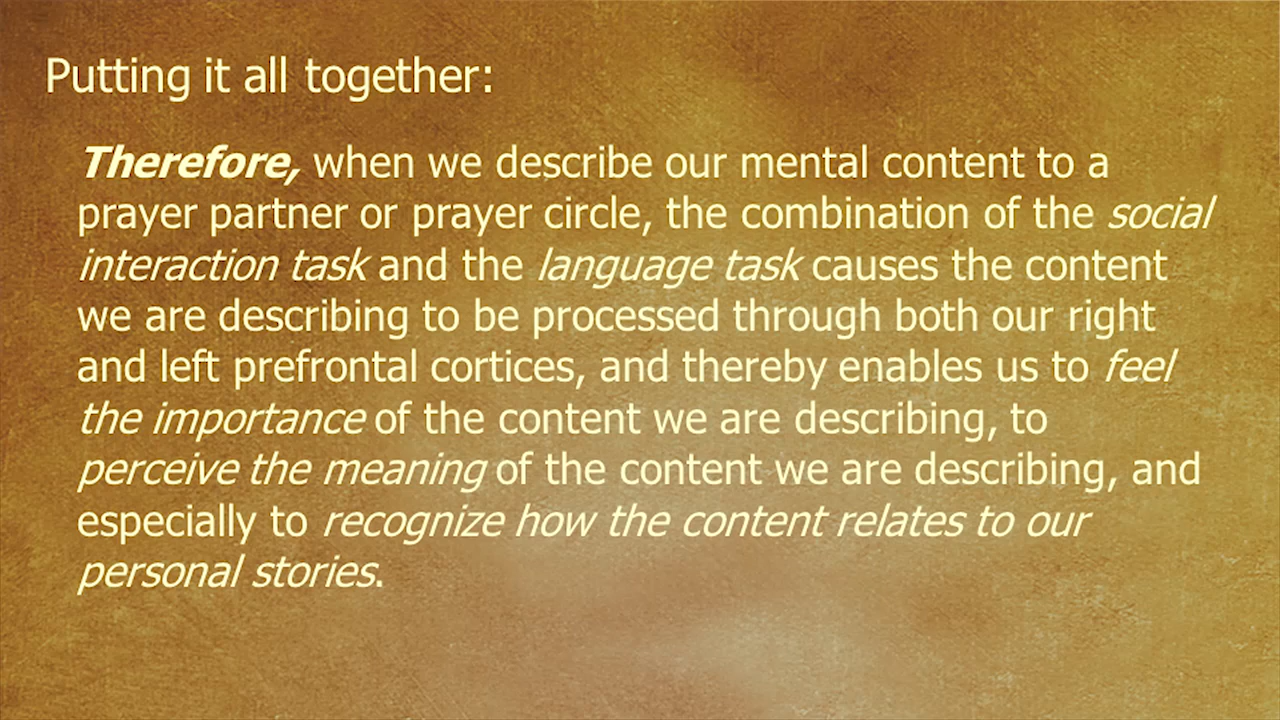 Putting it all together:
Therefore, when we describe our mental content to a
prayer partner or prayer circle, the combination of the social
interaction task and the language task causes the content
we are describing to be processed through both our right
and left prefrontal cortices, and thereby enables us to feel
the importance of the content we are describing, to
perceive the meaning of the content we are describing, and
especially to recognize how the content relates to our
personal stories.